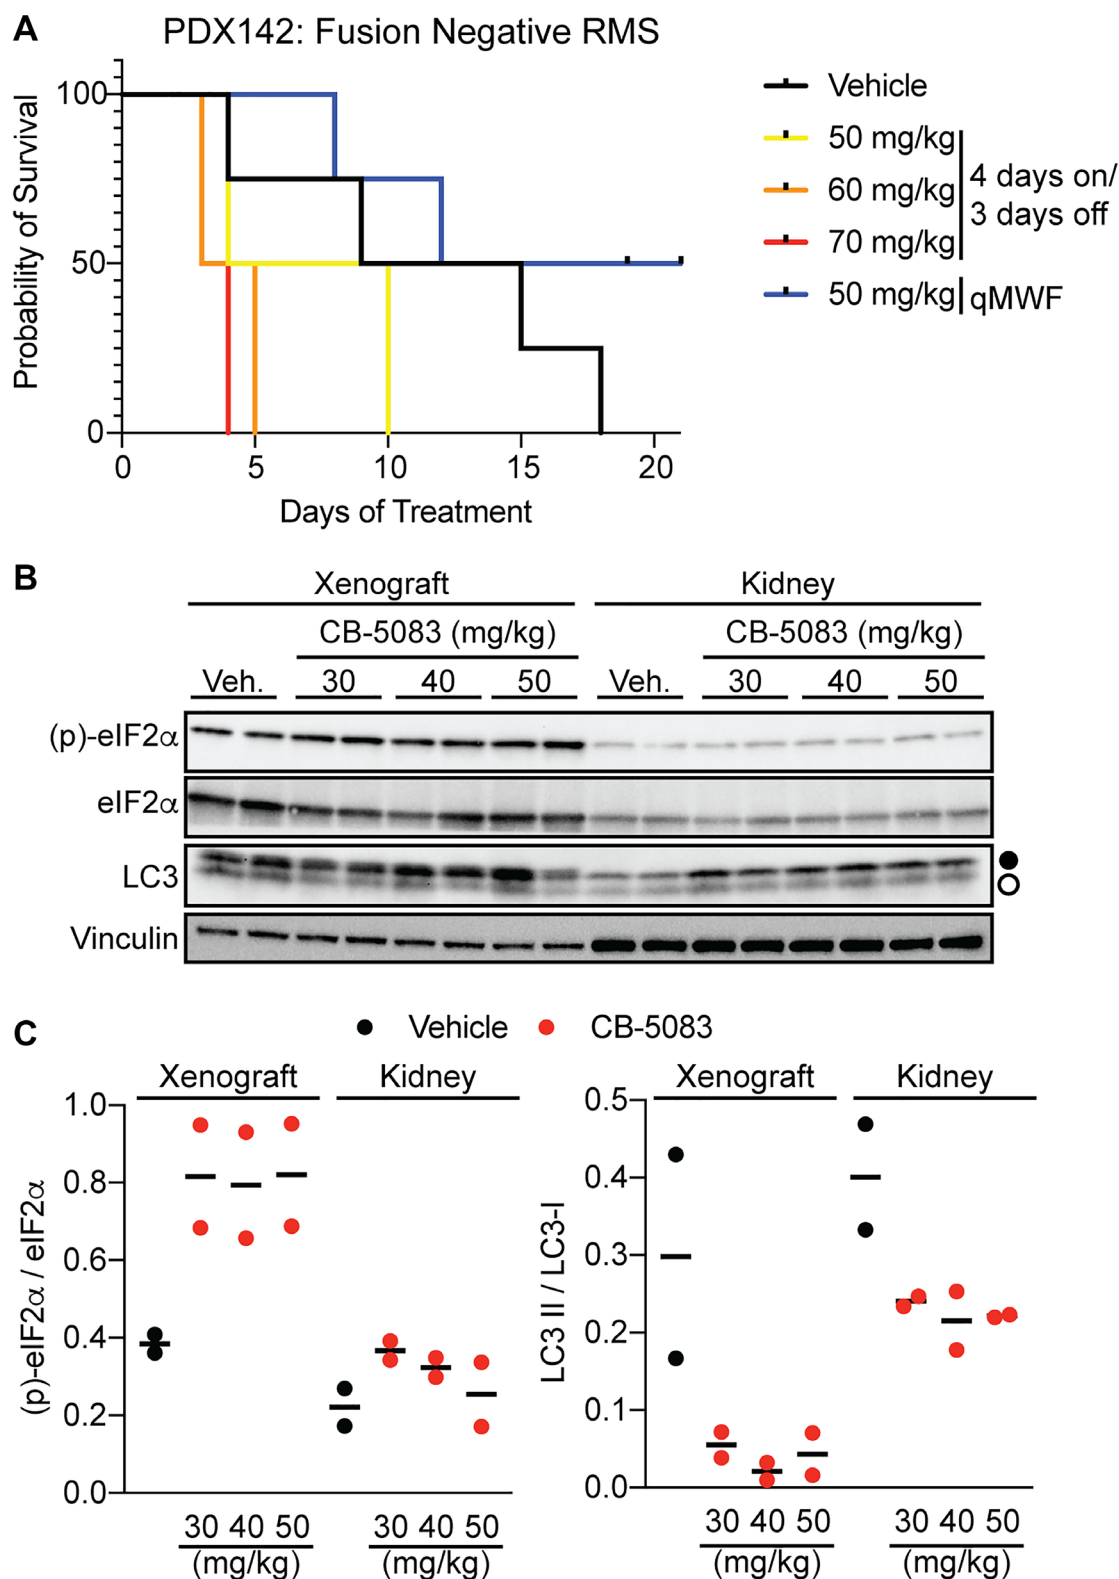 A
PDX142: Fusion Negative RMS
Probability of Survival
100
50
0
0 5 10 15 20
Days of Treatment
Vehicle
50 mg/kg
60 mg/kg
70 mg/kg
4 days on/
3 days off
50 mg/kg
qMWF
B
Xenograft Kidney
CB-5083 (mg/kg) CB-5083 (mg/kg)
Veh. 30 40 50 Veh. 30 40 50
(p)-eIF2α
eIF2α
LC3
Vinculin
C
Vehicle CB-5083
Xenograft Kidney
(p)-eIF2α / eIF2α
1.0
0.8
0.6
0.4
0.2
0.0
30 40 50 30 40 50
(mg/kg) (mg/kg)
Xenograft Kidney
LC3 II / LC3-I
0.5
0.4
0.3
0.2
0.1
0.0
30 40 50 30 40 50
(mg/kg) (mg/kg)